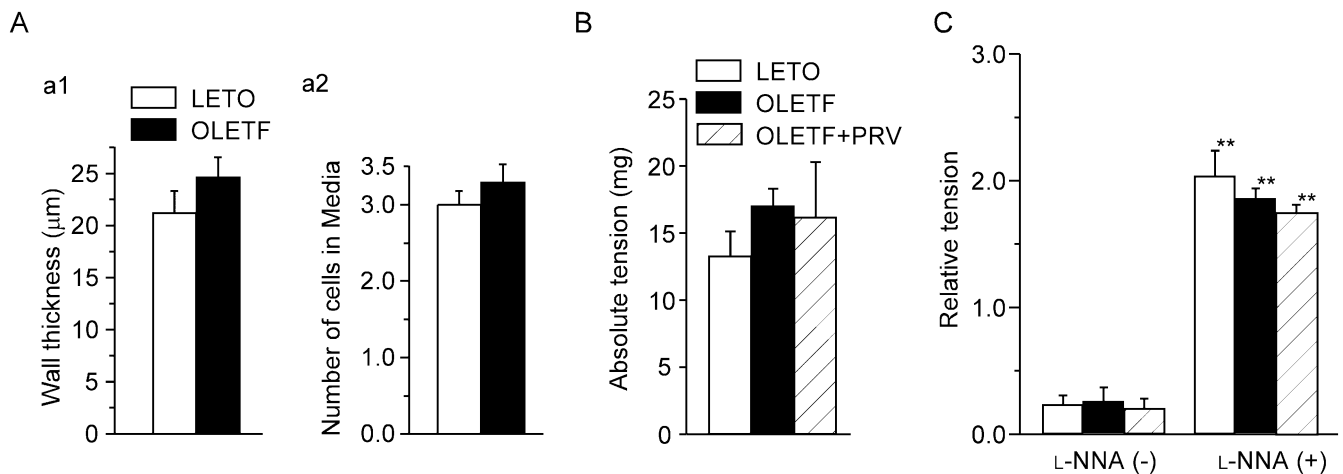 A
a1
LETO
OLETF
Wall thickness (μm)
25
20
15
10
5
0
a2
Number of cells in Media
3.5
3.0
2.0
1.0
0.0
B
LETO
OLETF
OLETF+PRV
Absolute tension (mg)
25
20
15
10
5
0
C
Relative tension
3.0
2.0
1.0
0.0
**
**
**
L-NNA (-)
L-NNA (+)